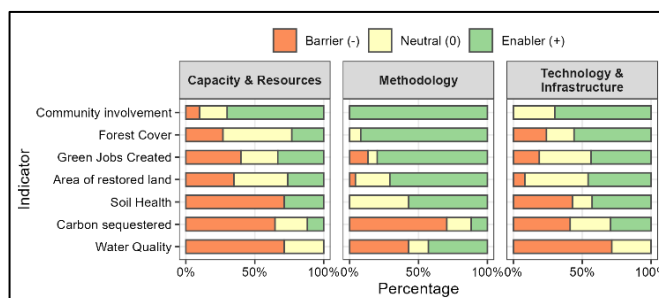 Barrier (-) Neutral (0) Enabler (+)
Capacity & Resources
Methodology
Technology &
Infrastructure
Indicator
Community involvement
Forest Cover
Green Jobs Created
Area of restored land
Soil Health
Carbon sequestered
Water Quality
0% 50% 100% 0% 50% 100% 0% 50% 100%
Percentage